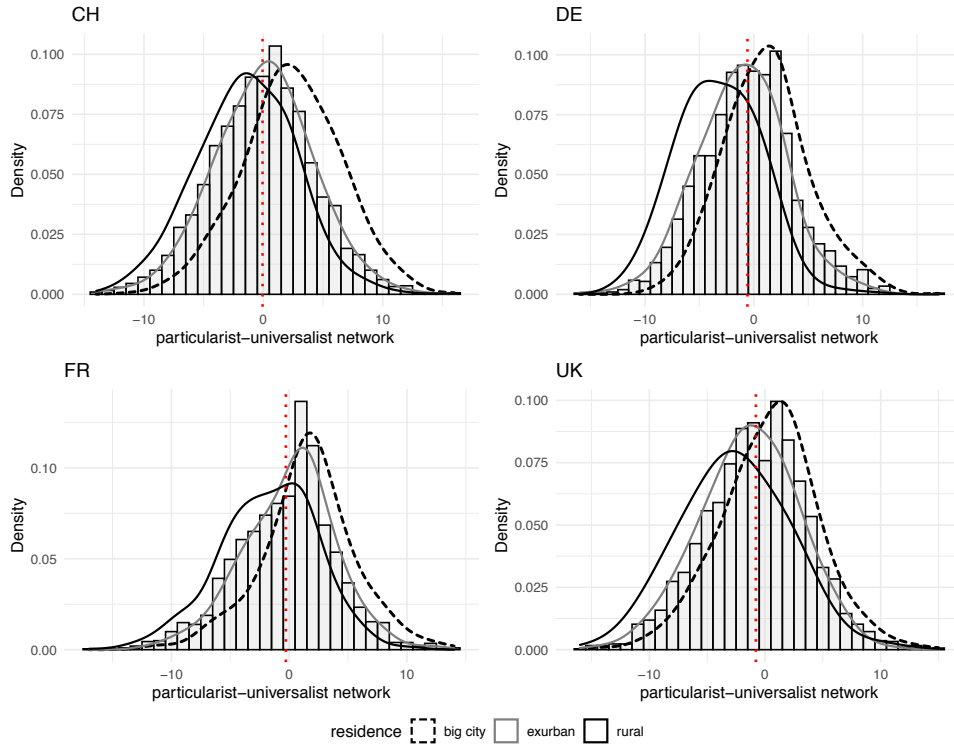 CH
0.100
0.075
0.050
0.025
0.000
Density
−10 0 10
particularist−universalist network
DE
0.100
0.075
0.050
0.025
0.000
Density
−10 0 10
particularist−universalist network
FR
0.10
0.05
0.00
Density
−10 0 10
particularist−universalist network
UK
0.100
0.075
0.050
0.025
0.000
Density
−10 0 10
particularist−universalist network
residence big city exurban rural